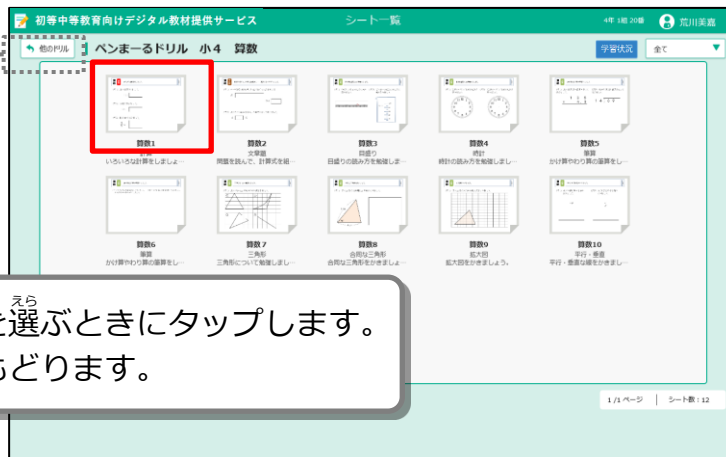 初等中等教育向けデジタル教材提供サービス
シート一覧
4年 1組 20番
荒川美嘉
他のドリル
ペンまーるドリル 小4 算数
学習状況
全て
算数1
計算
いろいろな計算をしましょ…
算数2
文章題
問題を読んで、計算式を組…
算数3
目盛り
目盛りの読み方を勉強しま…
算数4
時計
時計の読み方を勉強しまし…
算数5
筆算
かけ算やわり算の筆算をし…
算数6
筆算
かけ算やわり算の筆算をし…
算数7
三角形
三角形について勉強しまし…
算数8
合同な三角形
合同な三角形をかきましょ…
算数9
拡大図
拡大図をかきましょう。
算数10
平行・垂直
平行・垂直な線をかきまし…
えら
を選ぶときにタップします。
もどります。
1 /1 ページ
シート数：12